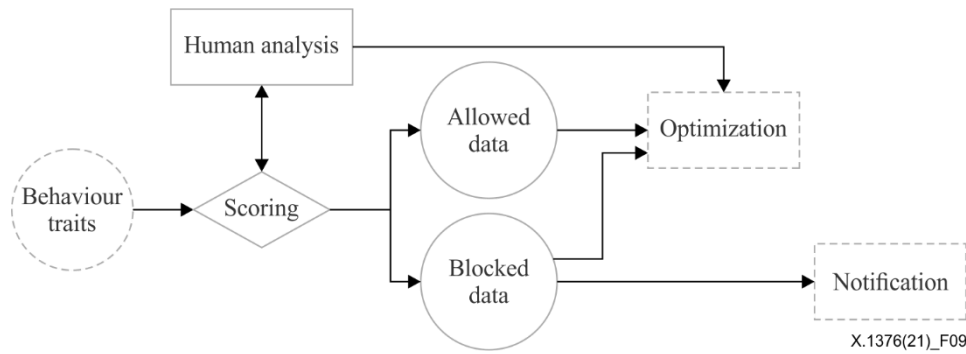 Human analysis
Allowed
data
Optimization
Behaviour
traits
Scoring
Blocked
data
Notification
X.1376(21)_F09